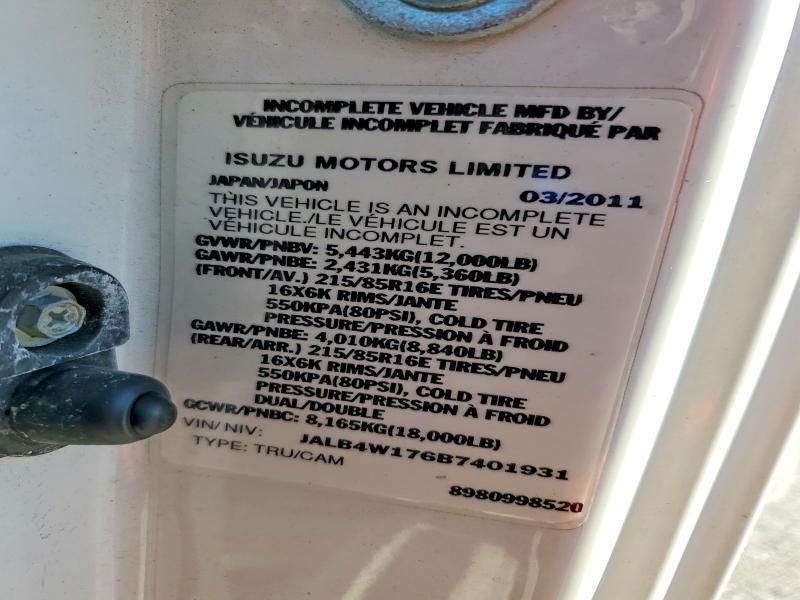 INCOMPLETE VEHICLE MFD BY/
VÉHICULE INCOMPLET FABRIQUÉ PAR
ISUZU MOTORS LIMITED
JAPAN/JAPON 03/2011
THIS VEHICLE IS AN INCOMPLETE
VEHICLE./LE VÉHICULE EST UN
VÉHICULE INCOMPLET.
GVWR/PNBV: 5,443KG(12,000LB)
GAWR/PNBE: 2,431KG(5,360LB)
(FRONT/AV.) 215/85R16E TIRES/PNEU
16X6K RIMS/JANTE
550KPA(80PSI), COLD TIRE
PRESSURE/PRESSION À FROID
GAWR/PNBE: 4,010KG(8,840LB)
(REAR/ARR.) 215/85R16E TIRES/PNEU
16X6K RIMS/JANTE
550KPA(80PSI), COLD TIRE
PRESSURE/PRESSION À FROID
DUAL/DOUBLE
GCWR/PNBC: 8,165KG(18,000LB)
VIN/ NIV: JALB4W176B7401931
TYPE: TRU/CAM
8980998520